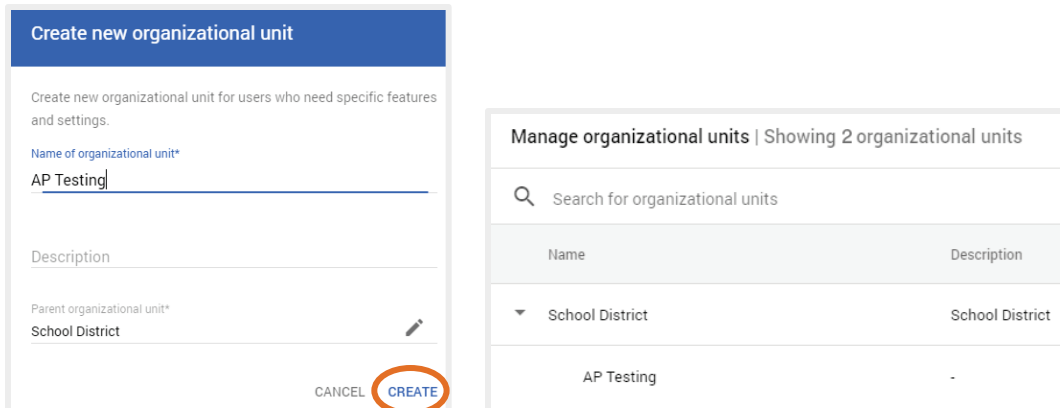 Create new organizational unit
Create new organizational unit for users who need specific features
and settings.
Name of organizational unit*
AP Testing
Description
Parent organizational unit*
School District
CANCEL CREATE
Manage organizational units | Showing 2 organizational units
Search for organizational units
Name Description
School District School District
AP Testing -